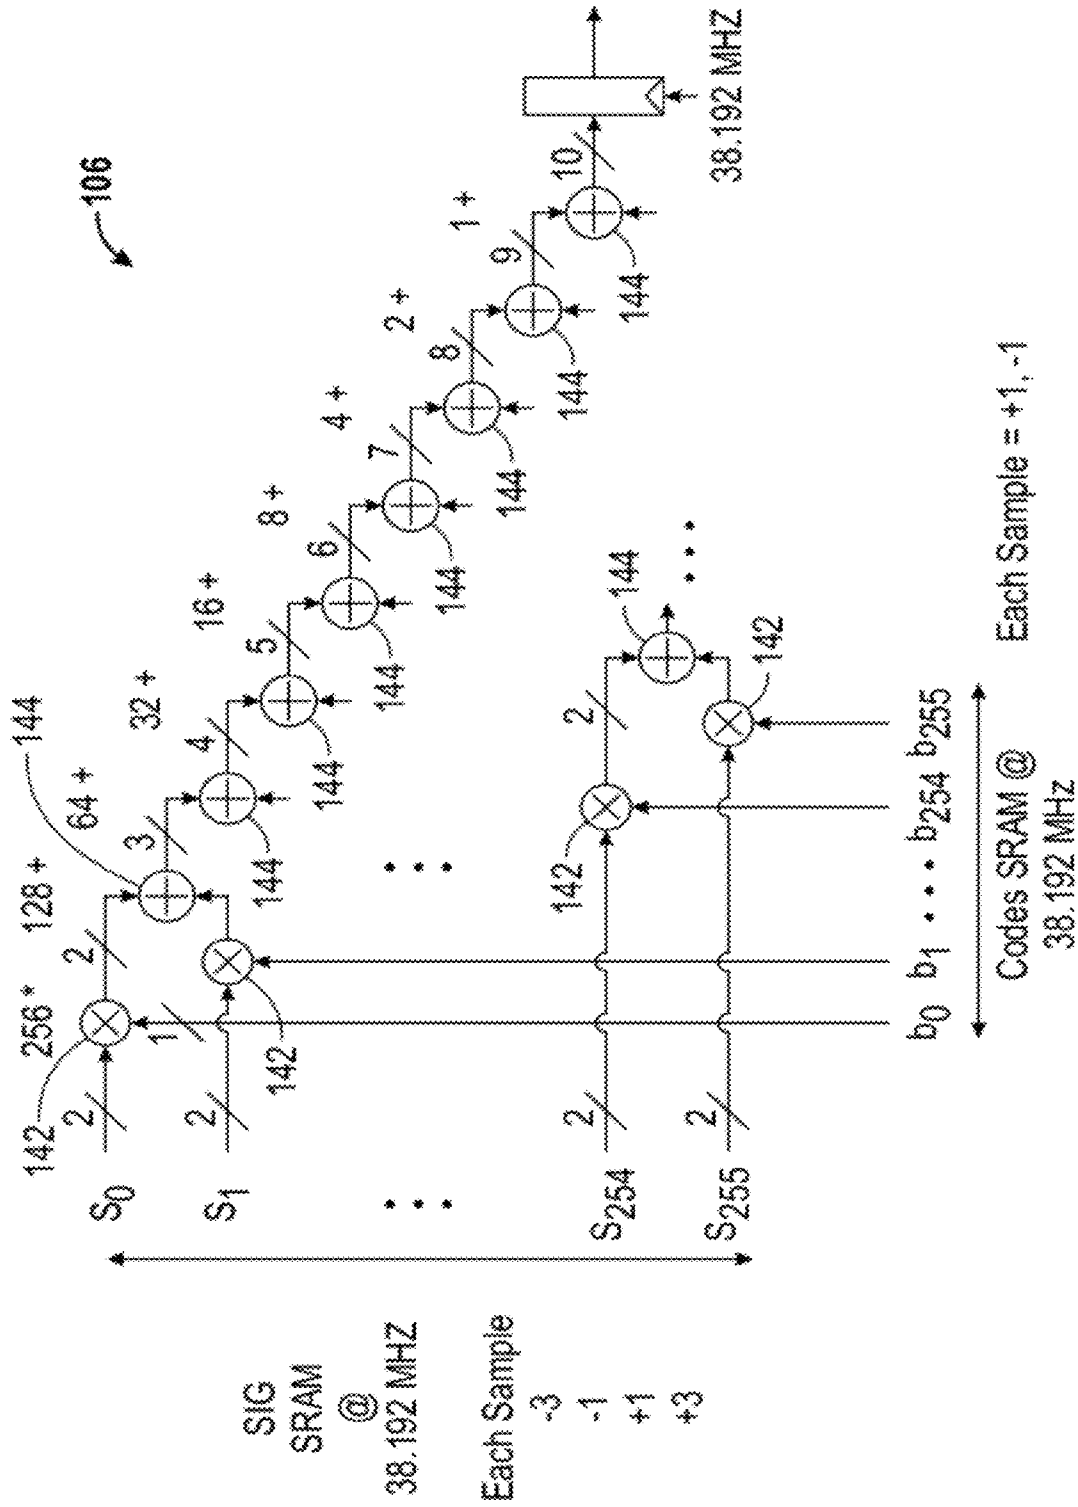 106
256 *
128 +
64 +
32 +
16 +
8 +
4 +
2 +
1 +
142
144
2
2
1
3
4
5
6
7
8
9
10
144
144
144
144
144
144
144
38.192 MHZ
S0
S1
2
142
• • •
• • •
S254
S255
2
2
142
2
144
142
• • •
b0 b1 • • • b254 b255
Codes SRAM @
38.192 MHz
Each Sample = +1, -1
SIG
SRAM
@
38.192 MHZ
Each Sample
-3
-1
+1
+3